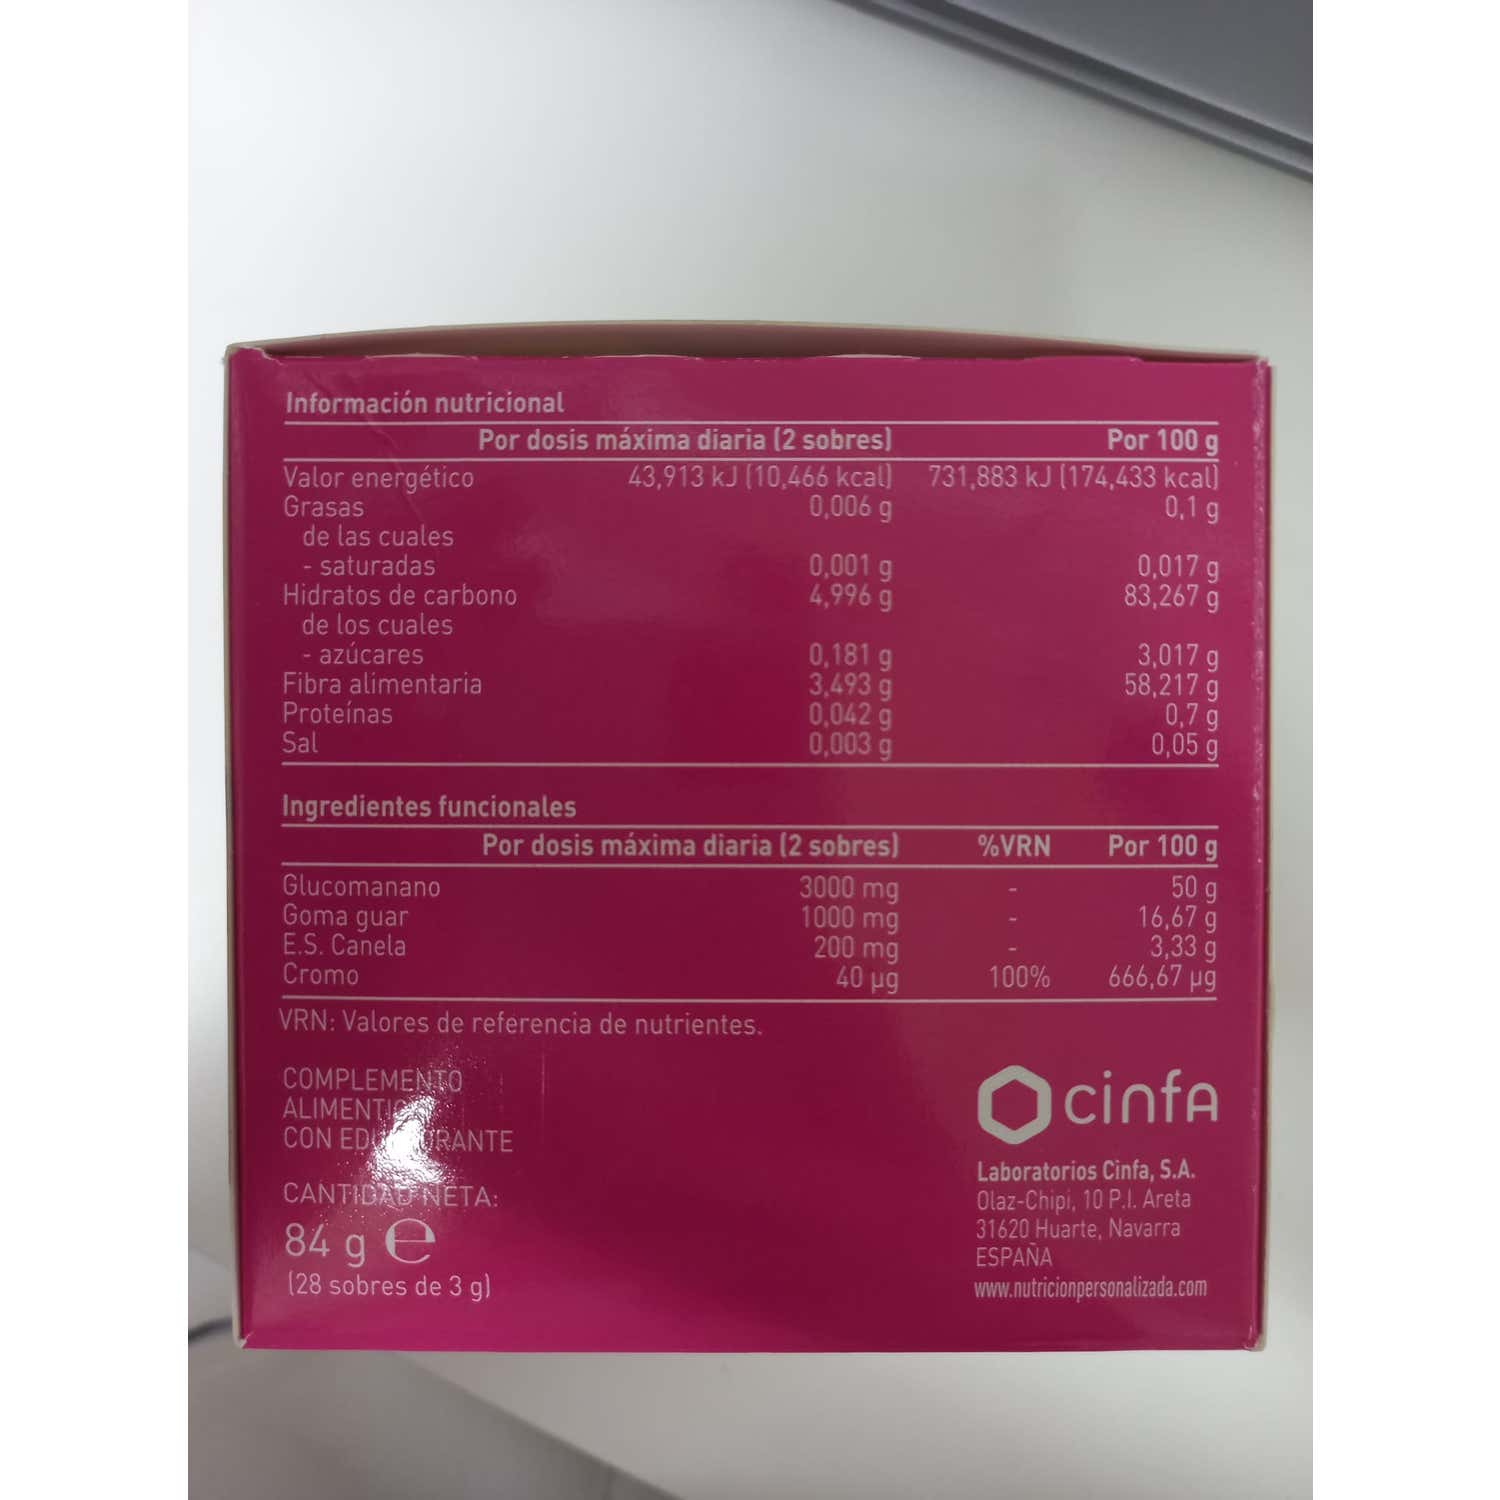 Información nutricional
Por dosis máxima diaria (2 sobres) Por 100 g
Valor energético 43,913 kJ (10,466 kcal) 731,883 kJ (174,433 kcal)
Grasas 0,006 g 0,1 g
de las cuales
- saturadas 0,001 g 0,017 g
Hidratos de carbono 4,996 g 83,267 g
de los cuales
- azúcares 0,181 g 3,017 g
Fibra alimentaria 3,493 g 58,217 g
Proteínas 0,042 g 0,7 g
Sal 0,003 g 0,05 g
Ingredientes funcionales
Por dosis máxima diaria (2 sobres) %VRN Por 100 g
Glucomanano 3000 mg - 50 g
Goma guar 1000 mg - 16,67 g
E.S. Canela 200 mg - 3,33 g
Cromo 40 µg 100% 666,67 µg
VRN: Valores de referencia de nutrientes.
COMPLEMENTO
CON
CANTIDAD NETA:
84 g e
(28 sobres de 3 g)
cinfa
Laboratorios Cinfa, S.A.
Olaz-Chipi, 10 P.I. Areta
31620 Huarte, Navarra
ESPAÑA
www.nutricionpersonalizada.com